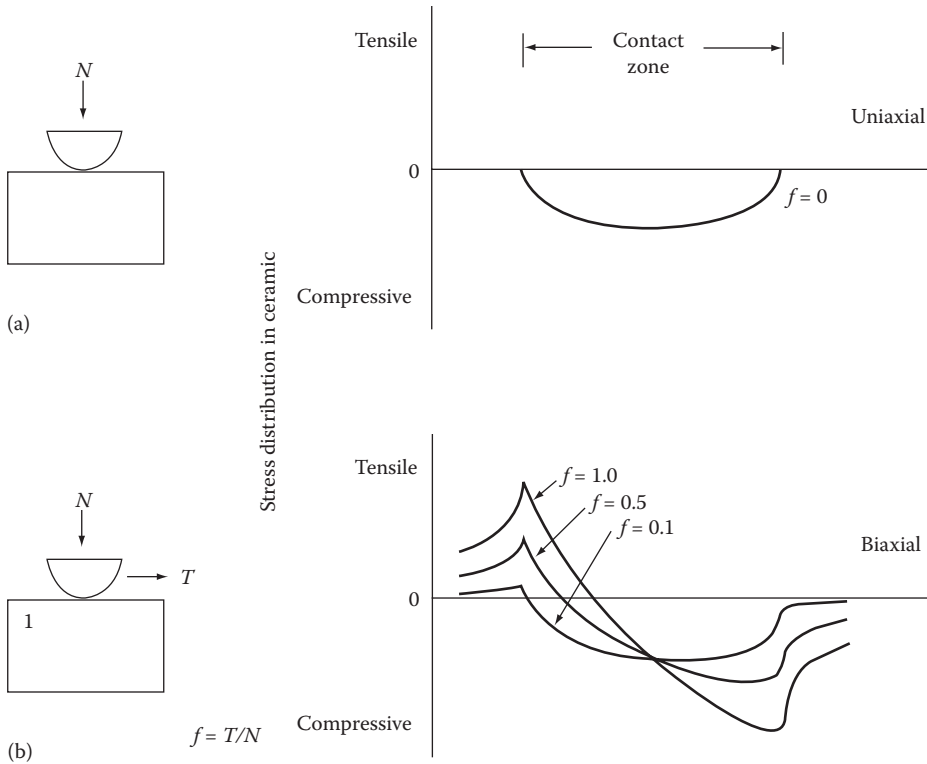 Tensile
Contact
zone
N
Uniaxial
0
f = 0
Compressive
(a)
Stress distribution in ceramic
Tensile
f = 1.0
f = 0.5
f = 0.1
N
Biaxial
T
0
1
Compressive
f = T/N
(b)